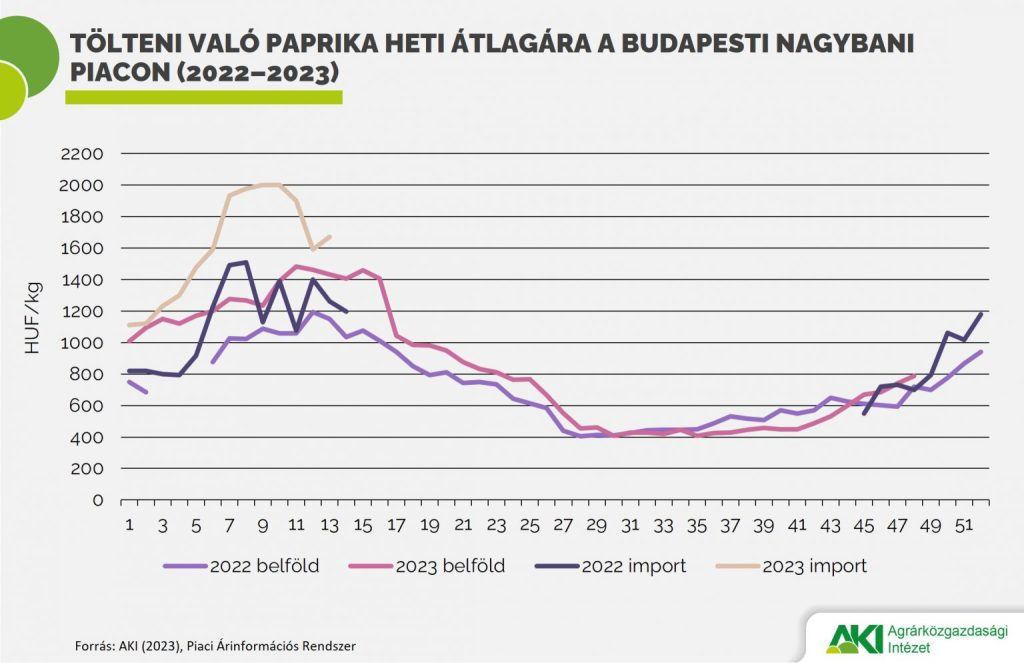 TÖLTENI VALÓ PAPRIKA HETI ÁTLAGÁRA A BUDAPESTI NAGYBANI
PIACON (2022–2023)
2200
2000
1800
1600
1400
1200
1000
800
600
400
200
0
HUF/kg
1 3 5 7 9 11 13 15 17 19 21 23 25 27 29 31 33 35 37 39 41 43 45 47 49 51
2022 belföld 2023 belföld 2022 import 2023 import
Forrás: AKI (2023), Piaci Árinformációs Rendszer
AKI Agrárközgazdasági
Intézet